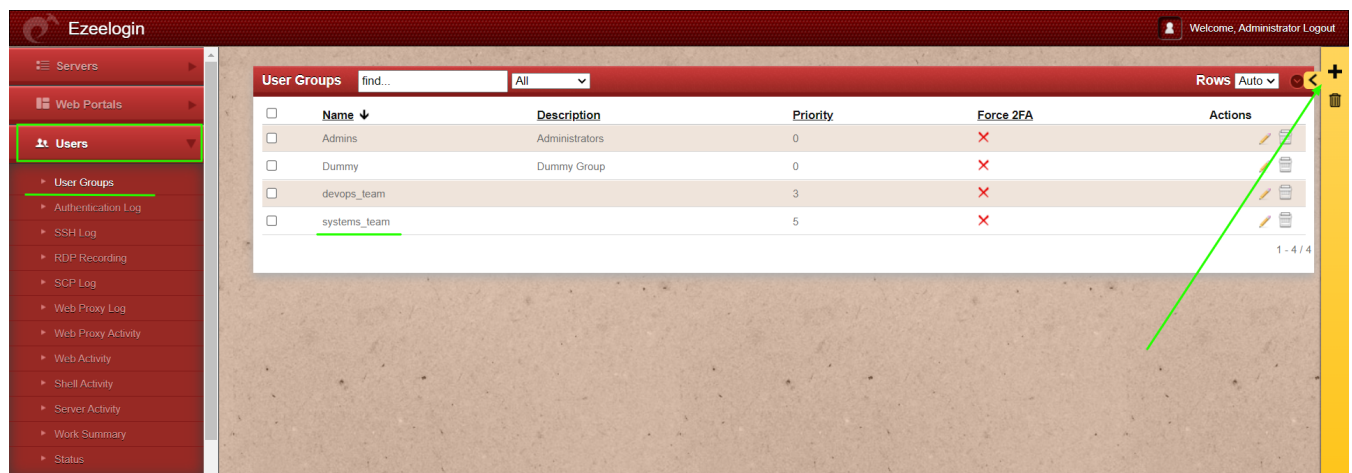 Ezeelogin
Welcome, Administrator Logout
Servers
Web Portals
Users
User Groups
Authentication Log
SSH Log
RDP Recording
SCP Log
Web Proxy Log
Web Proxy Activity
Web Activity
Shell Activity
Server Activity
Work Summary
Status
User Groups find... All Rows Auto
Name Description Priority Force 2FA Actions
Admins Administrators 0
Dummy Dummy Group 0
devops_team 3
systems_team 5
1 - 4 / 4